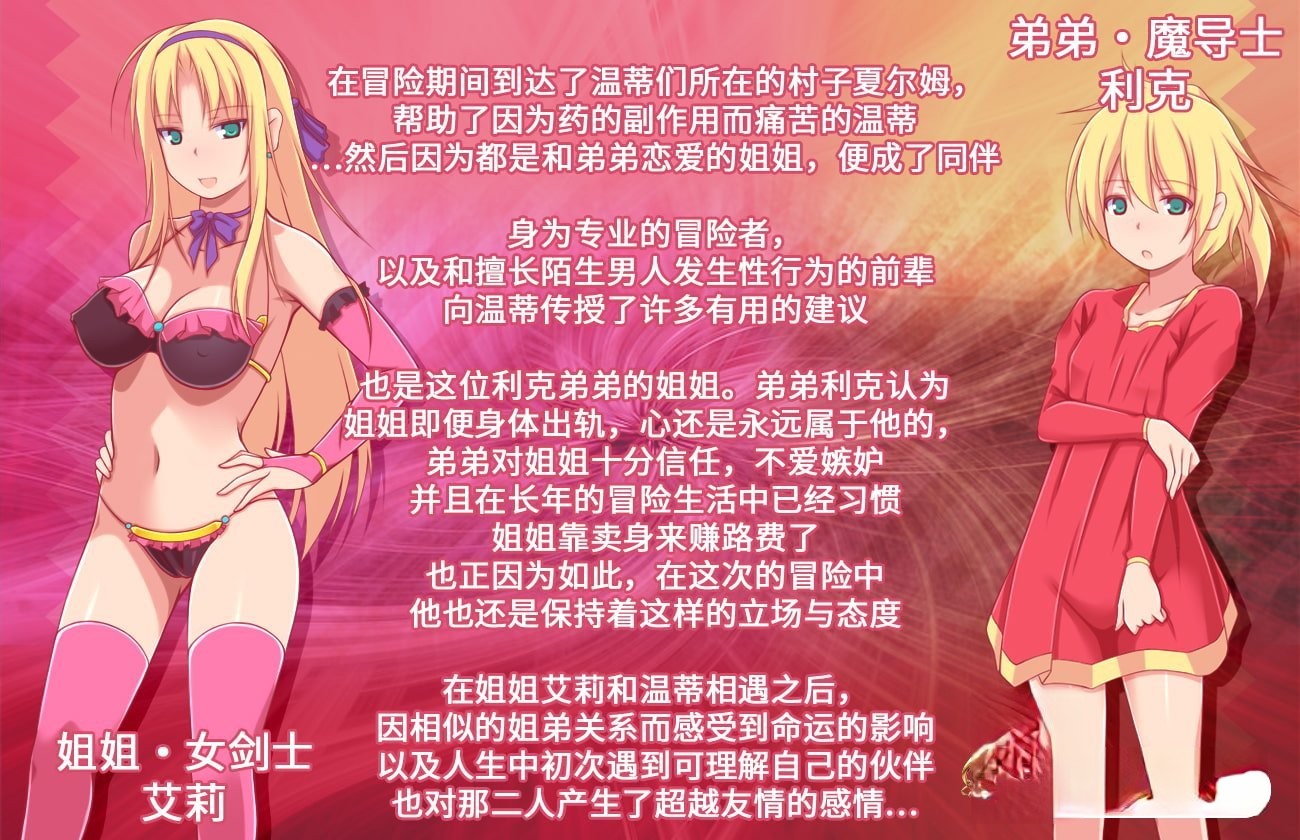 弟弟・魔导士
利克
在冒险期间到达了温蒂们所在的村子夏尔姆，
帮助了因为药的副作用而痛苦的温蒂
…然后因为都是和弟弟恋爱的姐姐，便成了同伴
身为专业的冒险者，
以及和擅长陌生男人发生性行为的前辈
向温蒂传授了许多有用的建议
也是这位利克弟弟的姐姐。弟弟利克认为
姐姐即便身体出轨，心还是永远属于他的，
弟弟对姐姐十分信任，不爱嫉妒
并且在长年的冒险生活中已经习惯
姐姐靠卖身来赚路费了
也正因为如此，在这次的冒险中
他也还是保持着这样的立场与态度
在姐姐艾莉和温蒂相遇之后，
因相似的姐弟关系而感受到命运的影响
以及人生中初次遇到可理解自己的伙伴
也对那二人产生了超越友情的感情…
姐姐・女剑士
艾莉